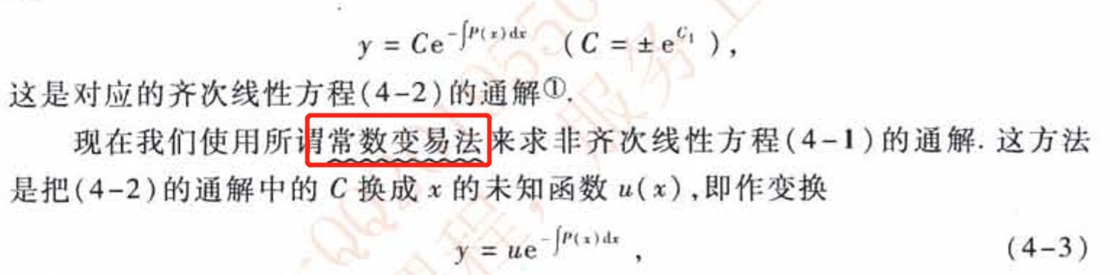 y = Ce^{-∫P(x)dx} (C = ± e^{C₁}),
这是对应的齐次线性方程(4-2)的通解①.
现在我们使用所谓常数变易法来求非齐次线性方程(4-1)的通解. 这方法
是把(4-2)的通解中的 C 换成 x 的未知函数 u(x),即作变换
y = ue^{-∫P(x)dx}, (4-3)